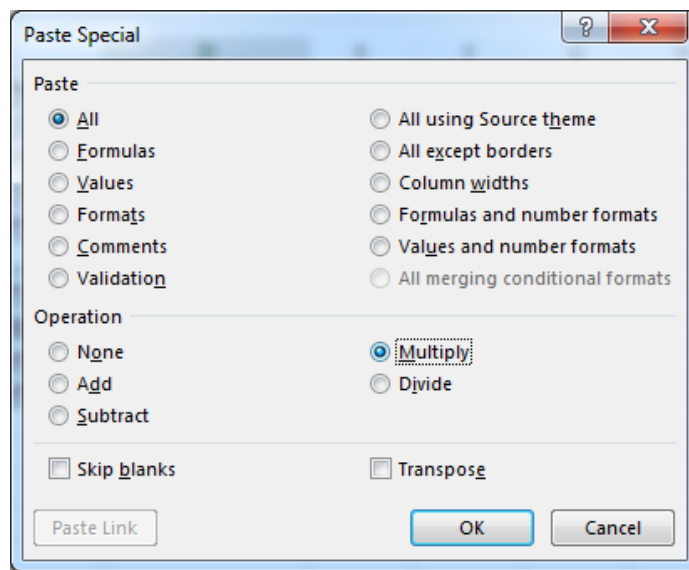 Paste Special
Paste
All
All using Source theme
Formulas
All except borders
Values
Column widths
Formats
Formulas and number formats
Comments
Values and number formats
Validation
All merging conditional formats
Operation
None
Multiply
Add
Divide
Subtract
Skip blanks
Transpose
Paste Link
OK
Cancel